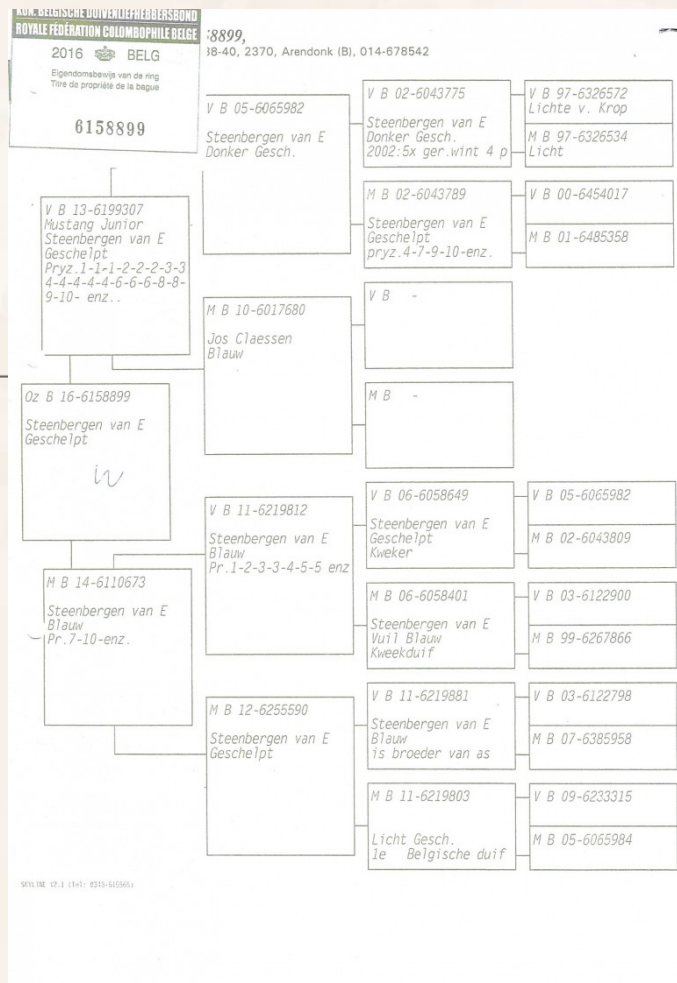 KON. BELGISCHE DUIVENLIEFHEBBERSBOND
ROYALE FÉDÉRATION COLOMBOPHILE BELGE
2016 BELG
Eigendomsbewijs van de ring
Titre de propriété de la bague
6158899
58899,
38-40, 2370, Arendonk (B), 014-678542
V B 13-6199307
Mustang Junior
Steenbergen van E
Geschelpt
Pryz.1-1-1-2-2-2-3-3
4-4-4-4-4-6-6-6-8-8-
9-10- enz..
Oz B 16-6158899
Steenbergen van E
Geschelpt
M B 14-6110673
Steenbergen van E
Blauw
Pr.7-10-enz.
V B 05-6065982
Steenbergen van E
Donker Gesch.
M B 10-6017680
Jos Claessen
Blauw
V B 11-6219812
Steenbergen van E
Blauw
Pr.1-2-3-3-4-5-5 enz
M B 12-6255590
Steenbergen van E
Geschelpt
V B 02-6043775
Steenbergen van E
Donker Gesch.
2002:5x ger.wint 4 p
M B 02-6043789
Steenbergen van E
Geschelpt
pryz.4-7-9-10-enz.
V B -
M B -
V B 06-6058649
Steenbergen van E
Geschelpt
Kweker
M B 06-6058401
Steenbergen van E
Vuil Blauw
Kweekduif
V B 11-6219881
Steenbergen van E
Blauw
is broeder van as
M B 11-6219803
Licht Gesch.
1e Belgische duif
V B 97-6326572
Lichte v. Krop
M B 97-6326534
Licht
V B 00-6454017
M B 01-6485358
V B 05-6065982
M B 02-6043809
V B 03-6122900
M B 99-6267866
V B 03-6122798
M B 07-6385958
V B 09-6233315
M B 05-6065984